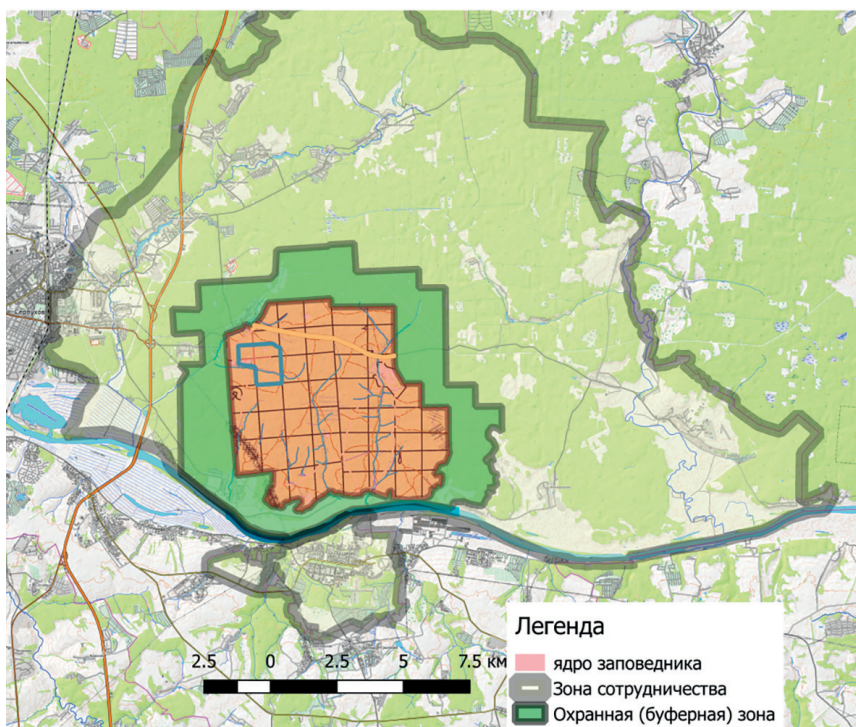 Серпухов
Легенда
2.5 0 2.5 5 7.5 км
ядро заповедника
Зона сотрудничества
Охранная (буферная) зона